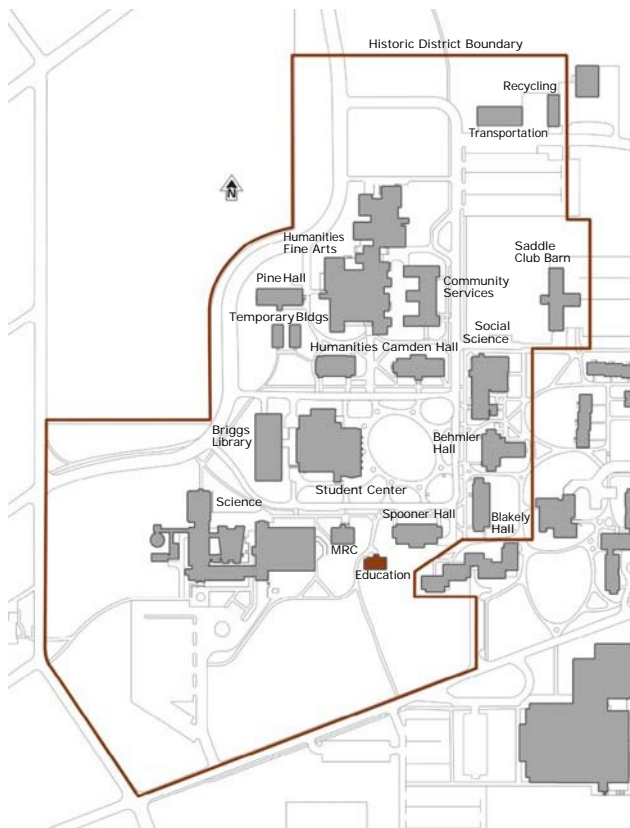 Historic District Boundary
Recycling
Transportation
N
Humanities
Fine Arts
Saddle
Club Barn
Pine Hall
Community
Services
Temporary Bldgs
Social
Science
Humanities
Camden Hall
Briggs
Library
Behmler
Hall
Student Center
Science
Spooner Hall
Blakely
Hall
MRC
Education